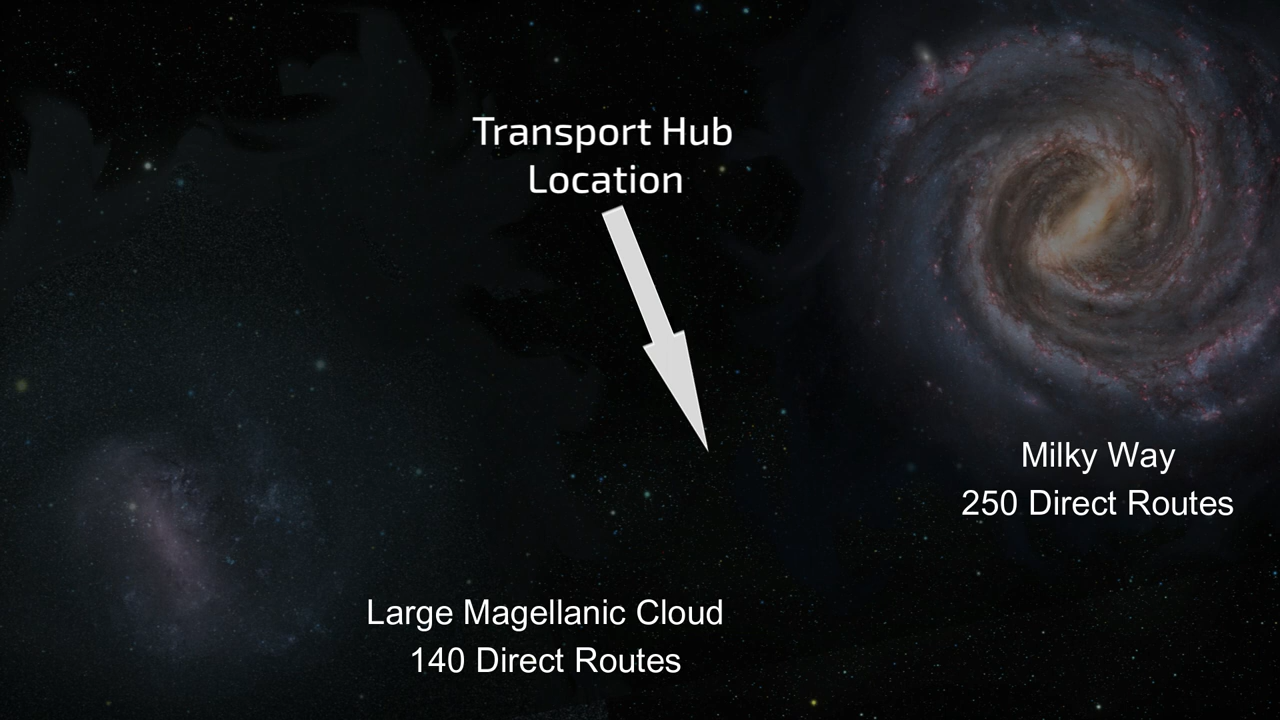 Transport Hub
Location
Milky Way
250 Direct Routes
Large Magellanic Cloud
140 Direct Routes